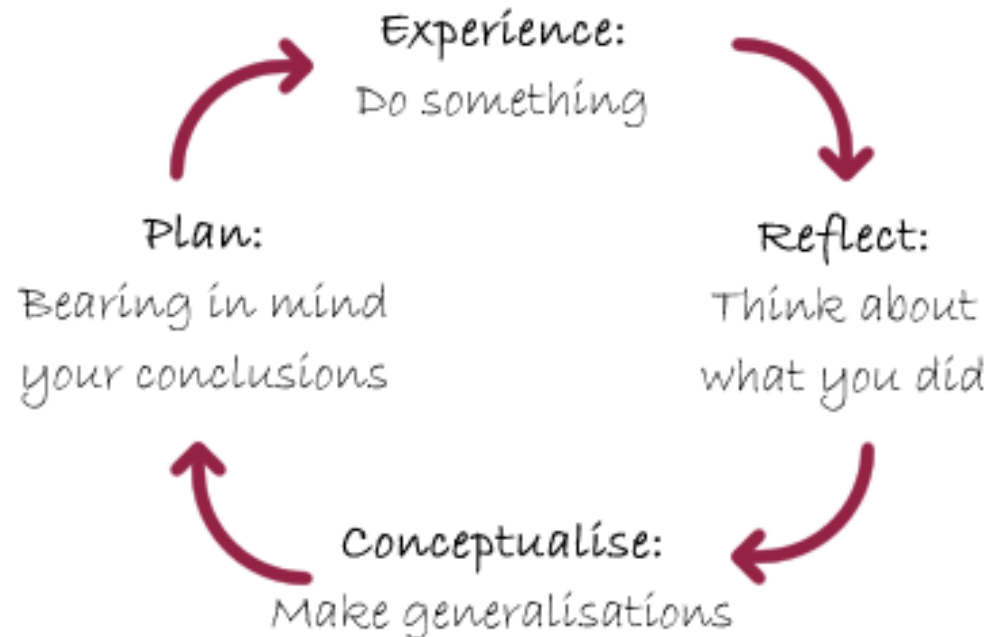 Experience:
Do something
Reflect:
Think about
what you did
Conceptualise:
Make generalisations
Plan:
Bearing in mind
your conclusions